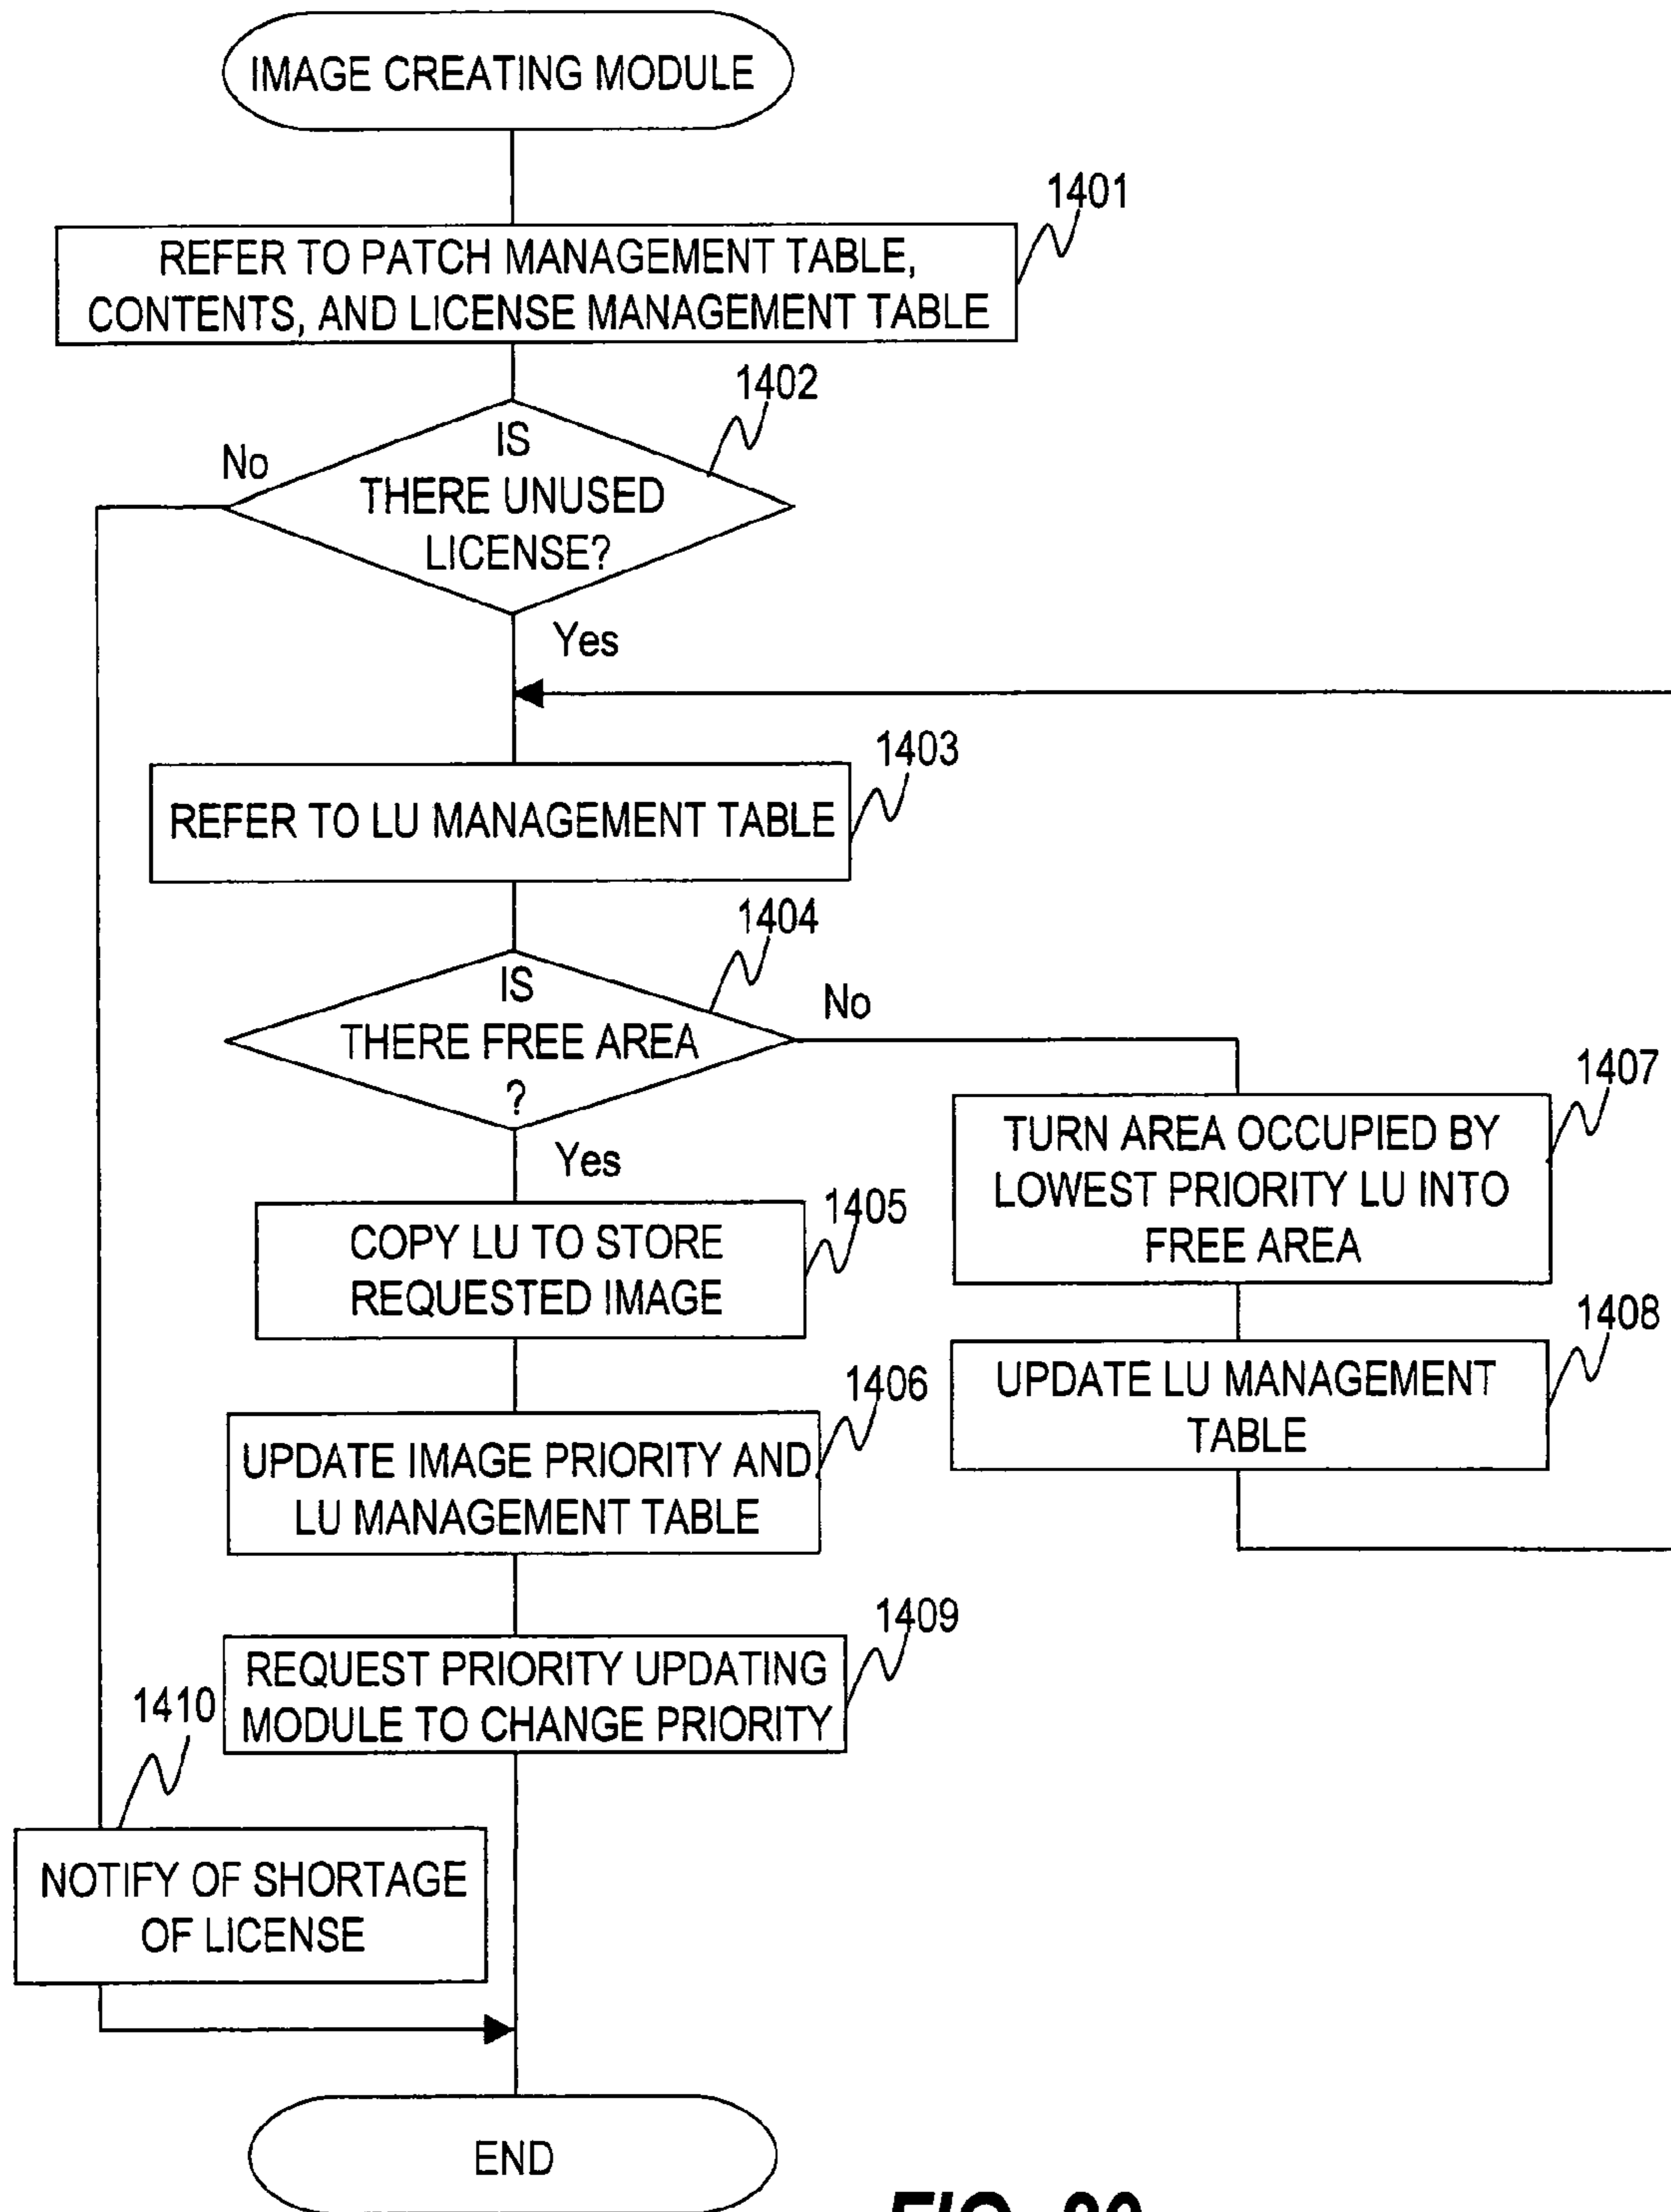 IMAGE CREATING MODULE
1401
REFER TO PATCH MANAGEMENT TABLE,
CONTENTS, AND LICENSE MANAGEMENT TABLE
1402
No
IS
THERE UNUSED
LICENSE?
Yes
1403
REFER TO LU MANAGEMENT TABLE
1404
IS
THERE FREE AREA
?
No
Yes
1407
TURN AREA OCCUPIED BY
LOWEST PRIORITY LU INTO
FREE AREA
1405
COPY LU TO STORE
REQUESTED IMAGE
1408
UPDATE LU MANAGEMENT
TABLE
1406
UPDATE IMAGE PRIORITY AND
LU MANAGEMENT TABLE
1409
REQUEST PRIORITY UPDATING
MODULE TO CHANGE PRIORITY
1410
NOTIFY OF SHORTAGE
OF LICENSE
END